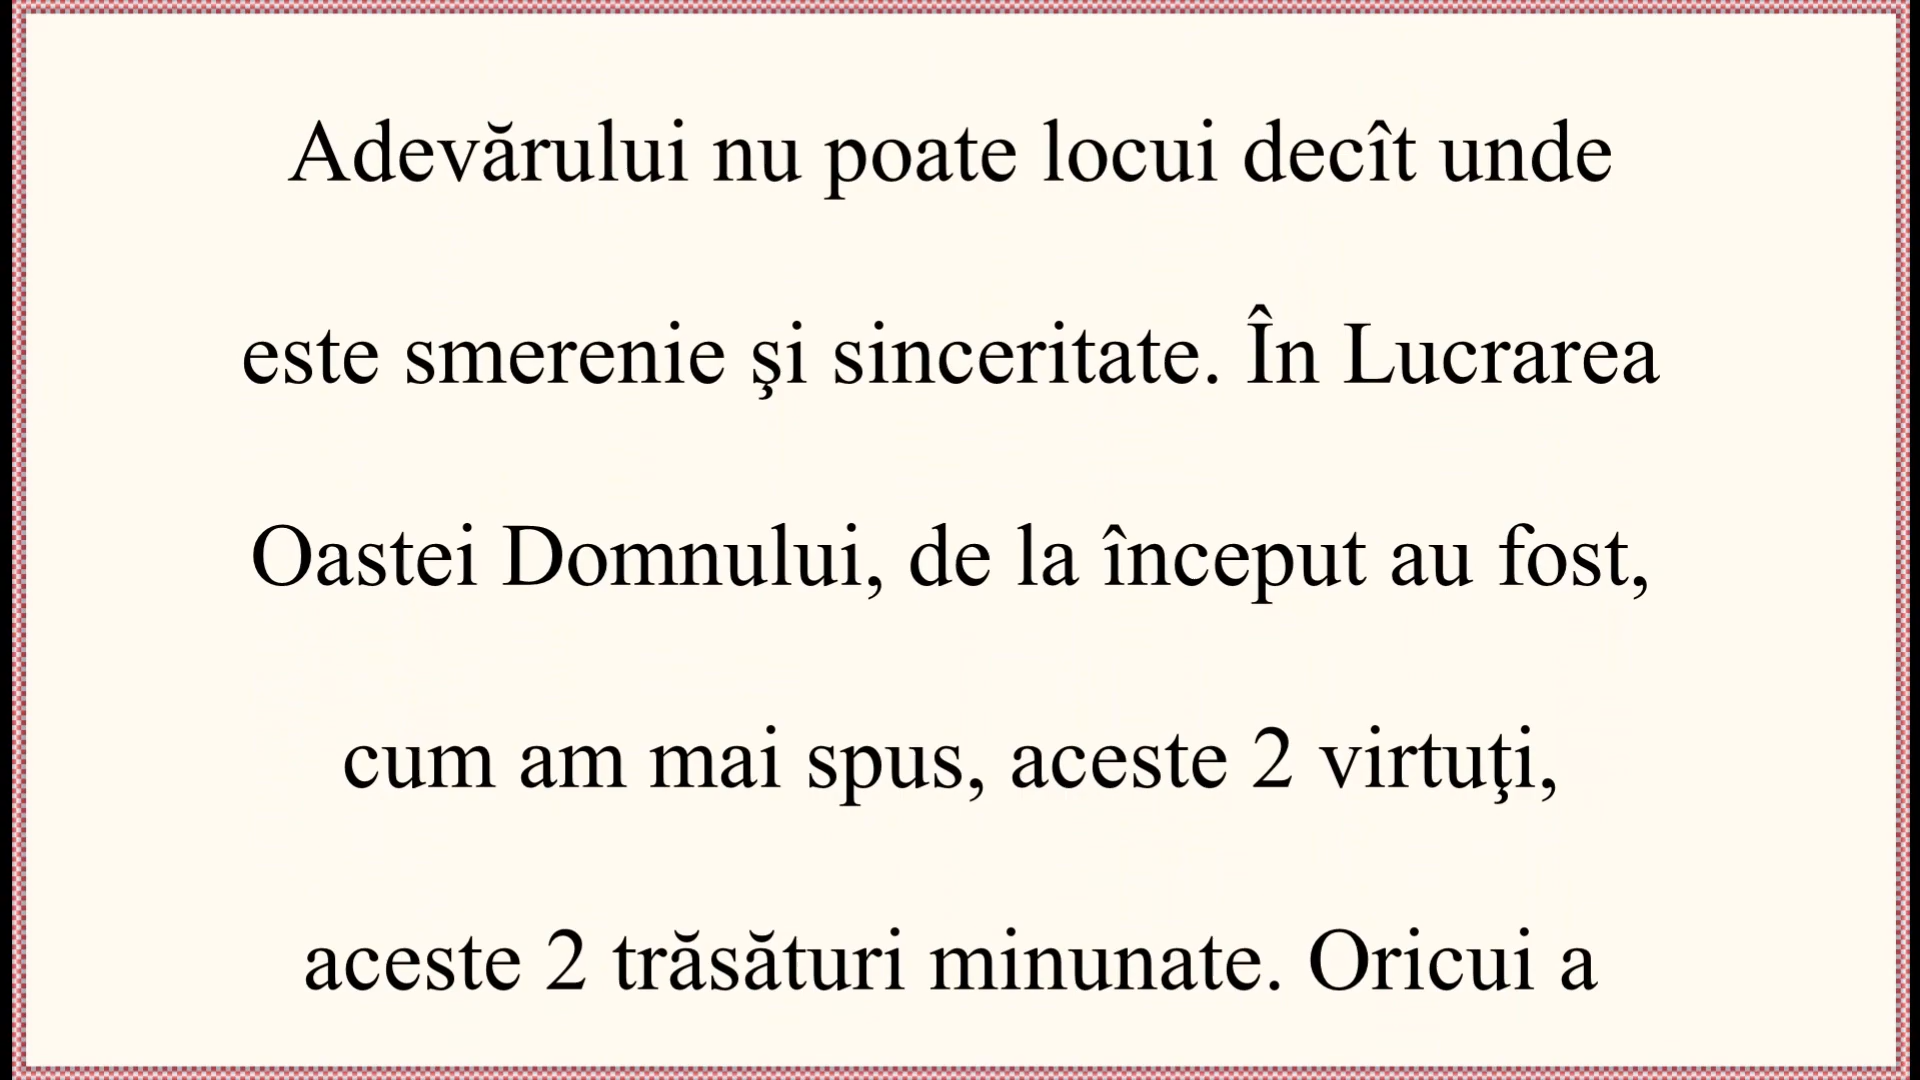 Adevărului nu poate locui decît unde
este smerenie şi sinceritate. În Lucrarea
Oastei Domnului, de la început au fost,
cum am mai spus, aceste 2 virtuţi,
aceste 2 trăsături minunate. Oricui a